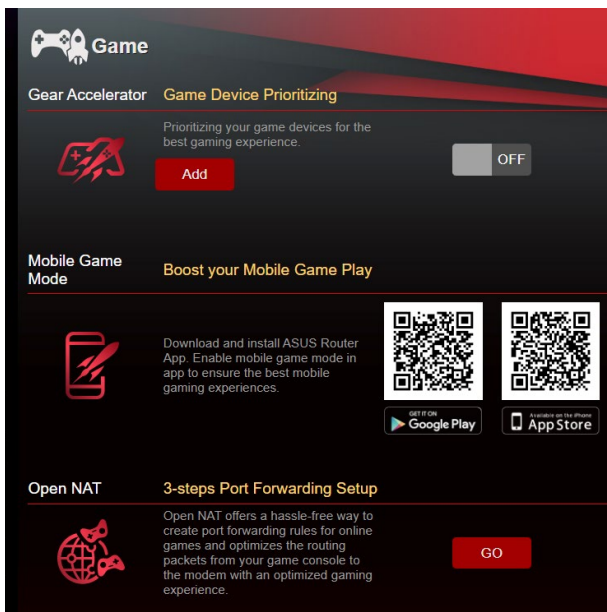 Game
Gear Accelerator
Game Device Prioritizing
Prioritizing your game devices for the
best gaming experience.
Add
OFF
Mobile Game
Mode
Boost your Mobile Game Play
Download and install ASUS Router
App. Enable mobile game mode in
app to ensure the best mobile
gaming experiences.
GET IT ON
Google Play
Available on the iPhone
App Store
Open NAT
3-steps Port Forwarding Setup
Open NAT offers a hassle-free way to
create port forwarding rules for online
games and optimizes the routing
packets from your game console to
the modem with an optimized gaming
experience.
GO